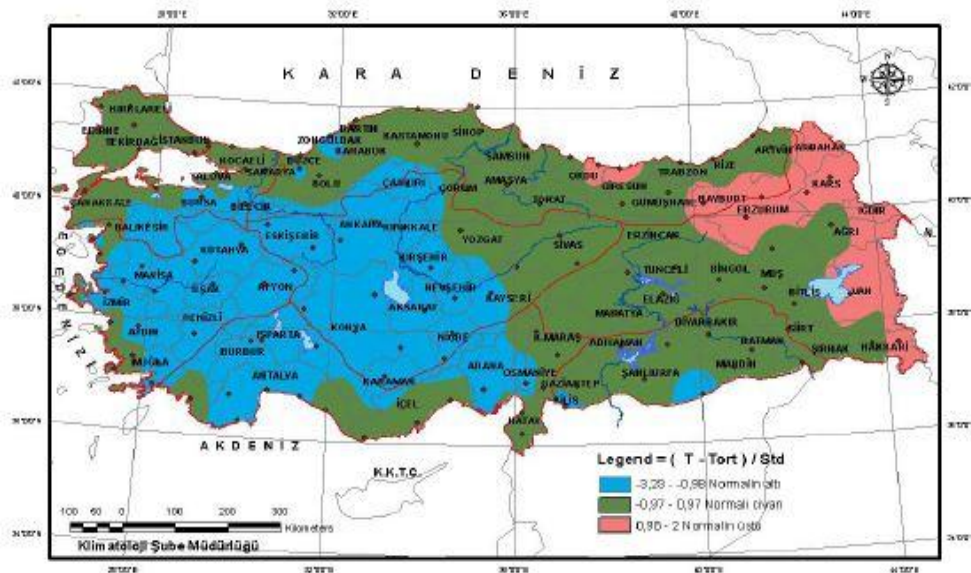 KARA DENİZ
KIRKLARELİ
EDİRNE
TEKİRDAĞ
İSTANBUL
KOCAELİ
YALOVA
SAKARYA
DÜZCE
ZONGULDAK
BARTIN
KARABÜK
KASTAMONU
SİNOP
SAMSUN
ORDU
GİRESUN
TRABZON
RİZE
ARTVİN
ARDAHAN
KARS
IĞDIR
AĞRI
BOLU
ÇANKIRI
ÇORUM
AMASYA
TOKAT
GÜMÜŞHANE
BAYBURT
ERZURUM
ERZİNCAN
ÇANAKKALE
BALIKESİR
BURSA
BİLECİK
ESKİŞEHİR
ANKARA
KIRIKKALE
YOZGAT
SİVAS
KÜTAHYA
MANİSA
UŞAK
AFYON
KIRŞEHİR
NEVŞEHİR
AKSARAY
KAYSERİ
TUNCELİ
BİNGÖL
MUŞ
BİTLİS
VAN
ELAZIĞ
MALATYA
EGE DENİZİ
İZMİR
AYDIN
DENİZLİ
ISPARTA
BURDUR
MUĞLA
KONYA
NİĞDE
K.MARAŞ
ADIYAMAN
DİYARBAKIR
SİİRT
BATMAN
ŞIRNAK
HAKKARİ
MARDİN
ANTALYA
KARAMAN
ADANA
OSMANİYE
GAZİANTEP
ŞANLIURFA
KİLİS
İÇEL
HATAY
AKDENİZ
K.K.T.C.
Legend = ( T - Tort ) / Std
-3,23 - -0,98 Normalin altı
-0,97 - 0,97 Normali civarı
0,98 - 2 Normalin üstü
100 50 0 100 200 300
Kilometers
Klimatoloji Şube Müdürlüğü